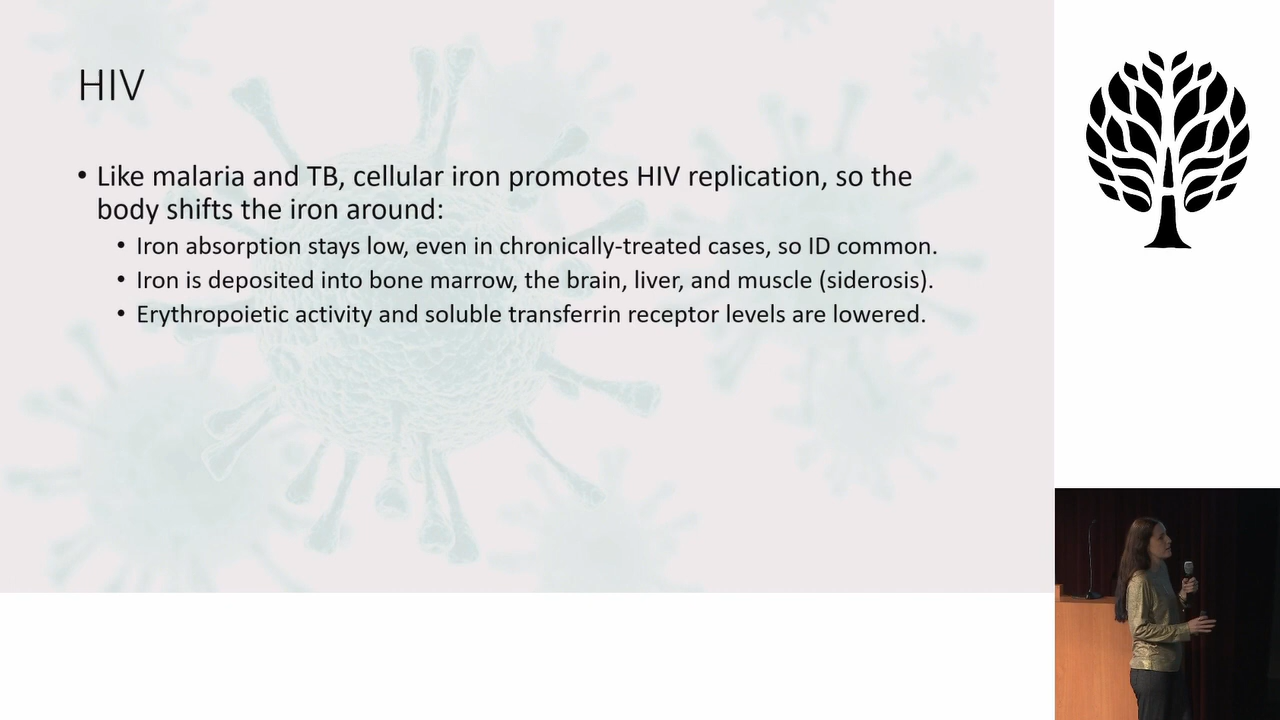 HIV
• Like malaria and TB, cellular iron promotes HIV replication, so the
body shifts the iron around:
• Iron absorption stays low, even in chronically-treated cases, so ID common.
• Iron is deposited into bone marrow, the brain, liver, and muscle (siderosis).
• Erythropoietic activity and soluble transferrin receptor levels are lowered.